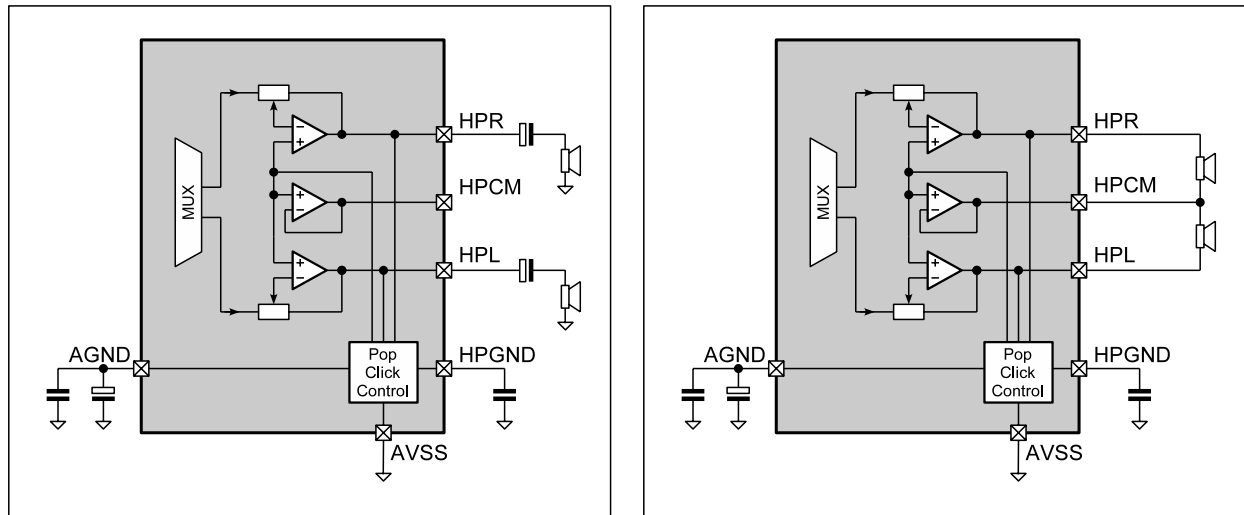 HPR
HPCM
MUX
HPL
AGND
Pop
Click
Control
HPGND
AVSS
HPR
HPCM
MUX
HPL
AGND
Pop
Click
Control
HPGND
AVSS